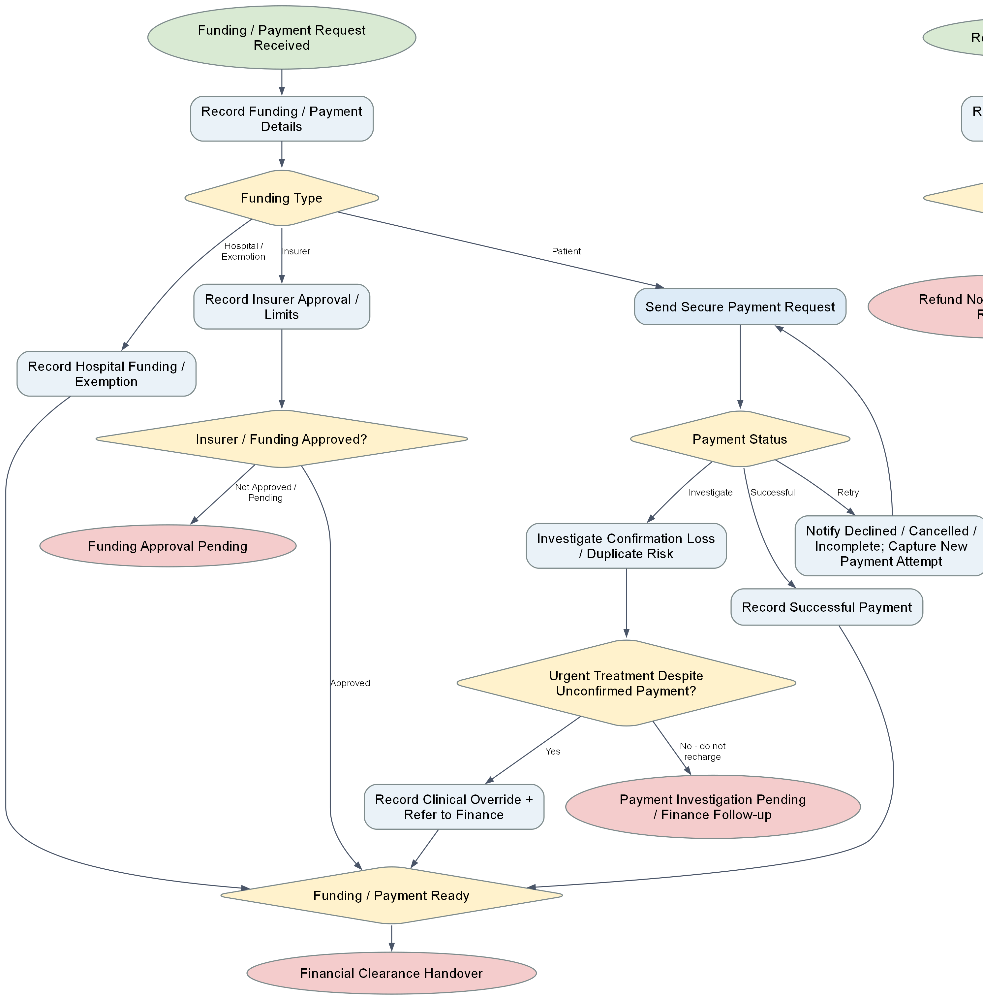 Funding / Payment Request
Received
Record Funding / Payment
Details
Funding Type
Hospital /
Exemption
Insurer
Patient
Record Insurer Approval /
Limits
Send Secure Payment Request
Refund
Record Hospital Funding /
Exemption
Insurer / Funding Approved?
Payment Status
Not Approved /
Pending
Investigate
Successful
Retry
Funding Approval Pending
Investigate Confirmation Loss
/ Duplicate Risk
Notify Declined / Cancelled /
Incomplete; Capture New
Payment Attempt
Record Successful Payment
Approved
Urgent Treatment Despite
Unconfirmed Payment?
Yes
No - do not
recharge
Record Clinical Override +
Refer to Finance
Payment Investigation Pending
/ Finance Follow-up
Funding / Payment Ready
Financial Clearance Handover